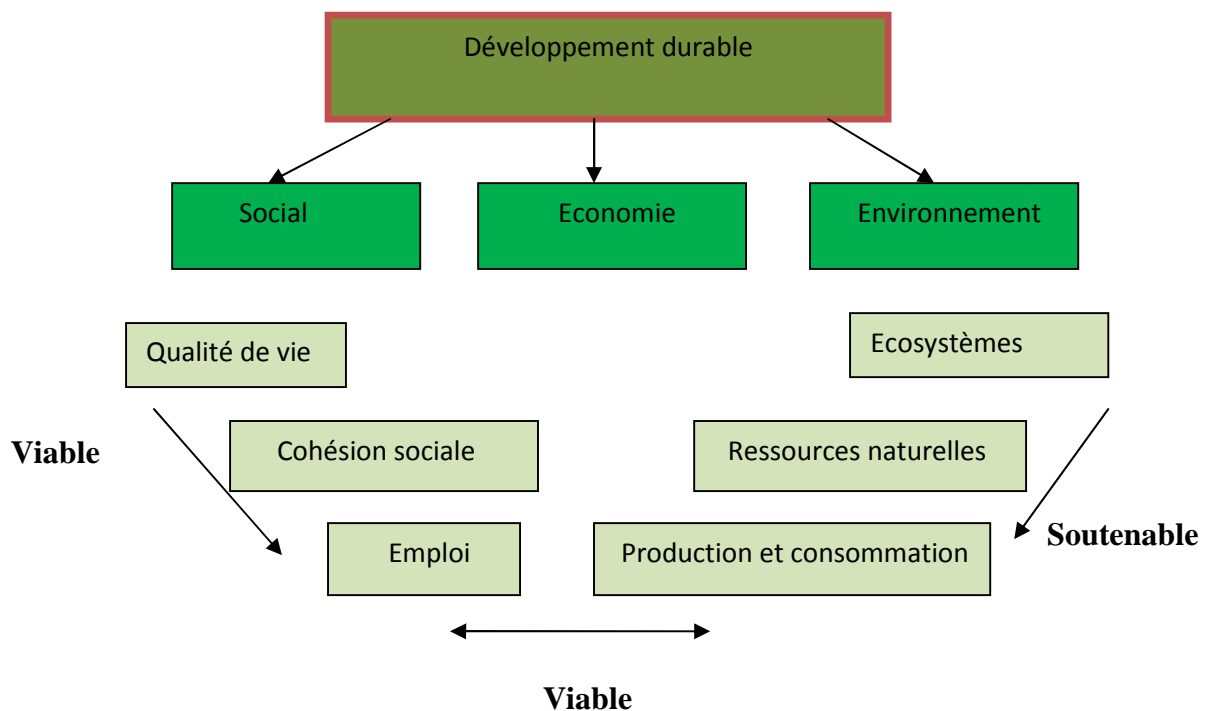 Développement durable
Social
Economie
Environnement
Qualité de vie
Ecosystèmes
Viable
Cohésion sociale
Ressources naturelles
Soutenable
Emploi
Production et consommation
Viable